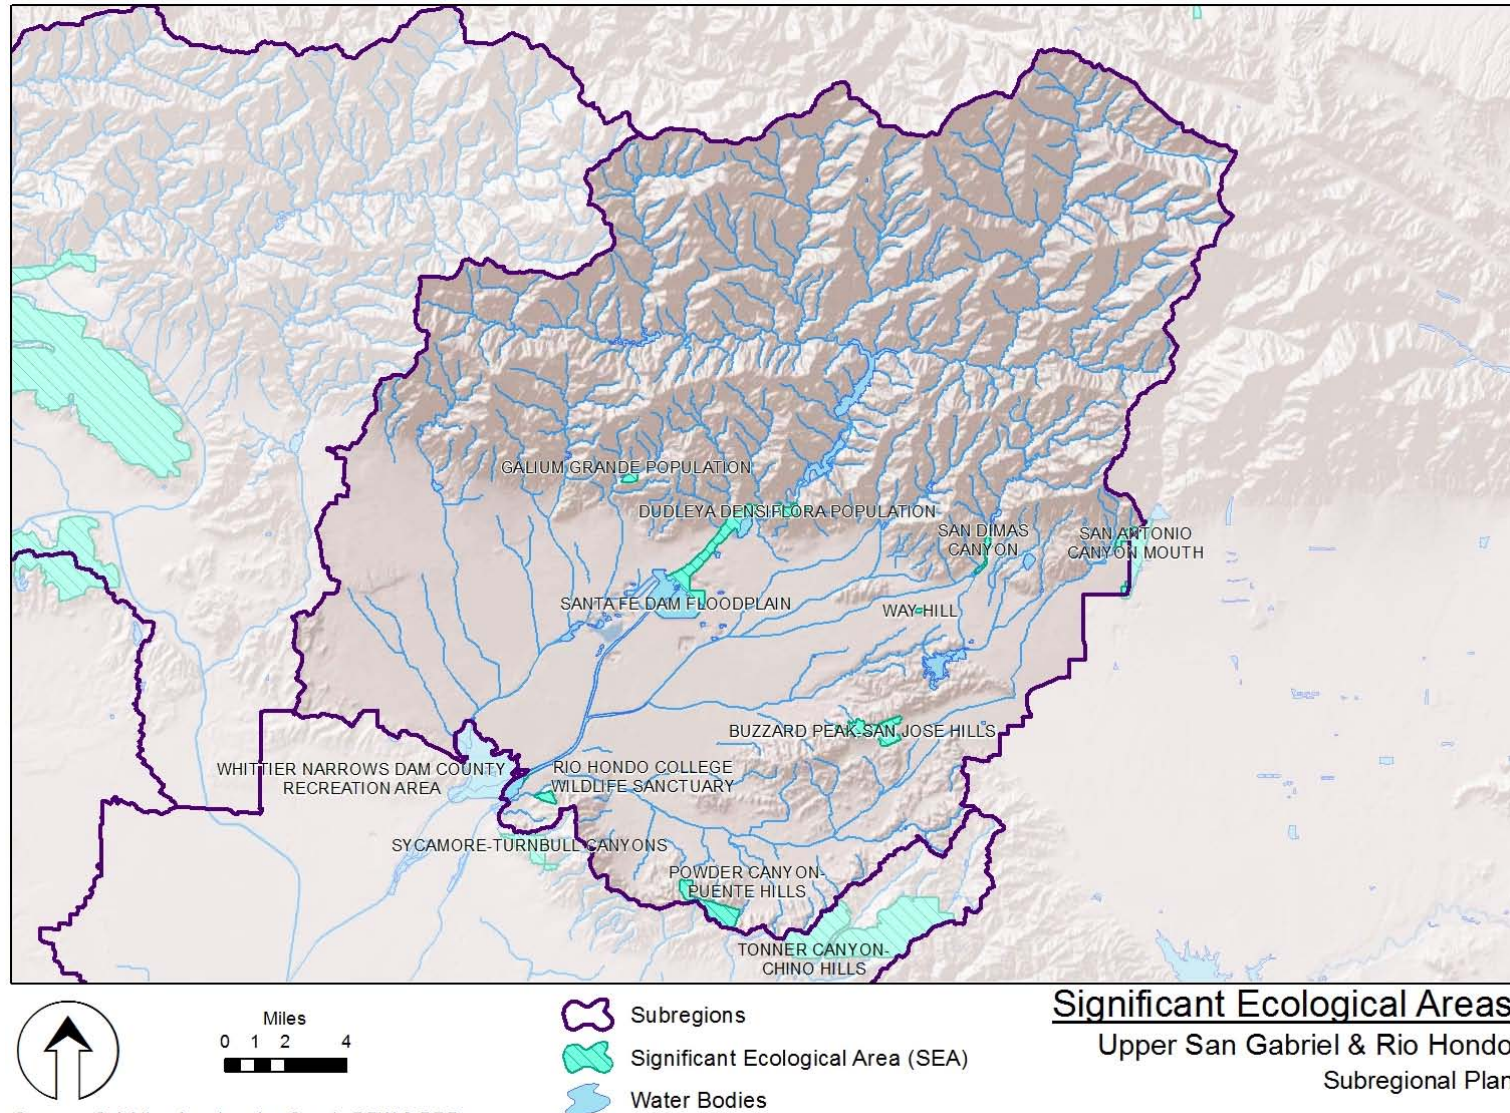 GALIUM GRANDE POPULATION
DUDLEYA DENSIFLORA POPULATION
SAN DIMAS
CANYON
SAN ANTONIO
CANYON MOUTH
SANTA FE DAM FLOODPLAIN
WAY HILL
BUZZARD PEAK-SAN JOSE HILLS
WHITTIER NARROWS DAM COUNTY
RECREATION AREA
RIO HONDO COLLEGE
WILDLIFE SANCTUARY
SYCAMORE-TURNBULL CANYONS
POWDER CANYON-
PUENTE HILLS
TONNER CANYON-
CHINO HILLS
Miles
0 1 2 4
Subregions
Significant Ecological Area (SEA)
Water Bodies
Significant Ecological Areas
Upper San Gabriel & Rio Hondo
Subregional Plan